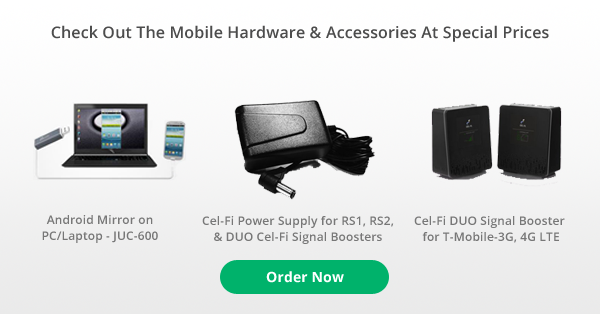 Check Out The Mobile Hardware & Accessories At Special Prices
Android Mirror on
PC/Laptop - JUC-600
Cel-Fi Power Supply for RS1, RS2,
& DUO Cel-Fi Signal Boosters
Cel-Fi DUO Signal Booster
for T-Mobile-3G, 4G LTE
Order Now